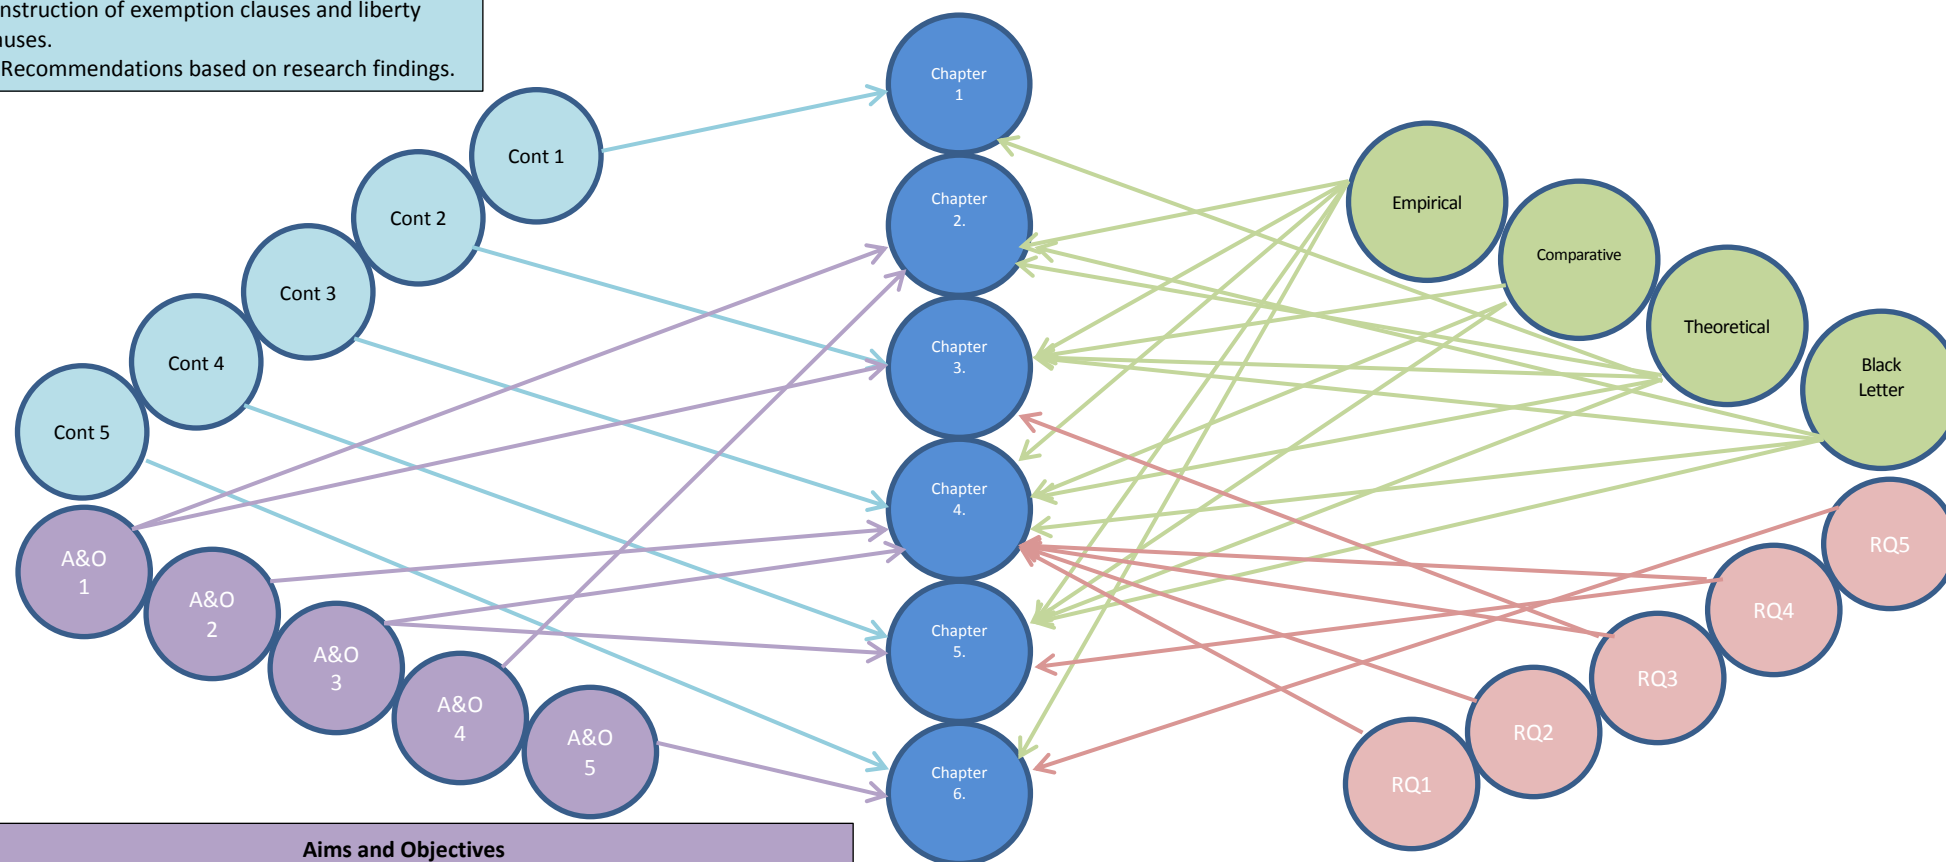 nstruction of exemption clauses and liberty
uses.
Recommendations based on research findings.
Chapter
1
Cont 1
Empirical
Chapter
2.
Cont 2
Comparative
Cont 3
Theoretical
Chapter
3.
Cont 4
Black
Letter
Cont 5
Chapter
4.
RQ5
A&O
1
A&O
2
RQ4
Chapter
5.
A&O
3
RQ3
A&O
4
RQ2
A&O
5
Chapter
6.
RQ1
Aims and Objectives